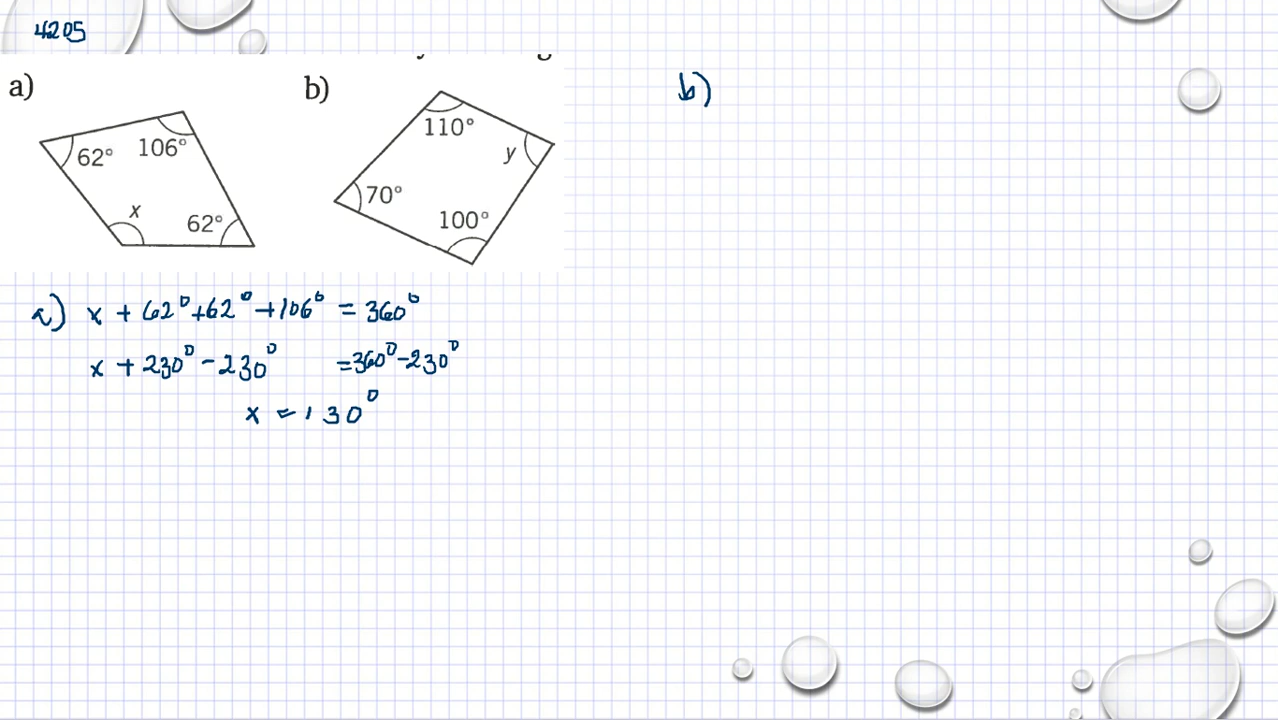 4205
a)
b)
b)
110°
62°
106°
y
70°
x
62°
100°
a) x + 62° + 62° + 106° = 360°
x + 230° - 230° = 360° - 230°
x = 130°